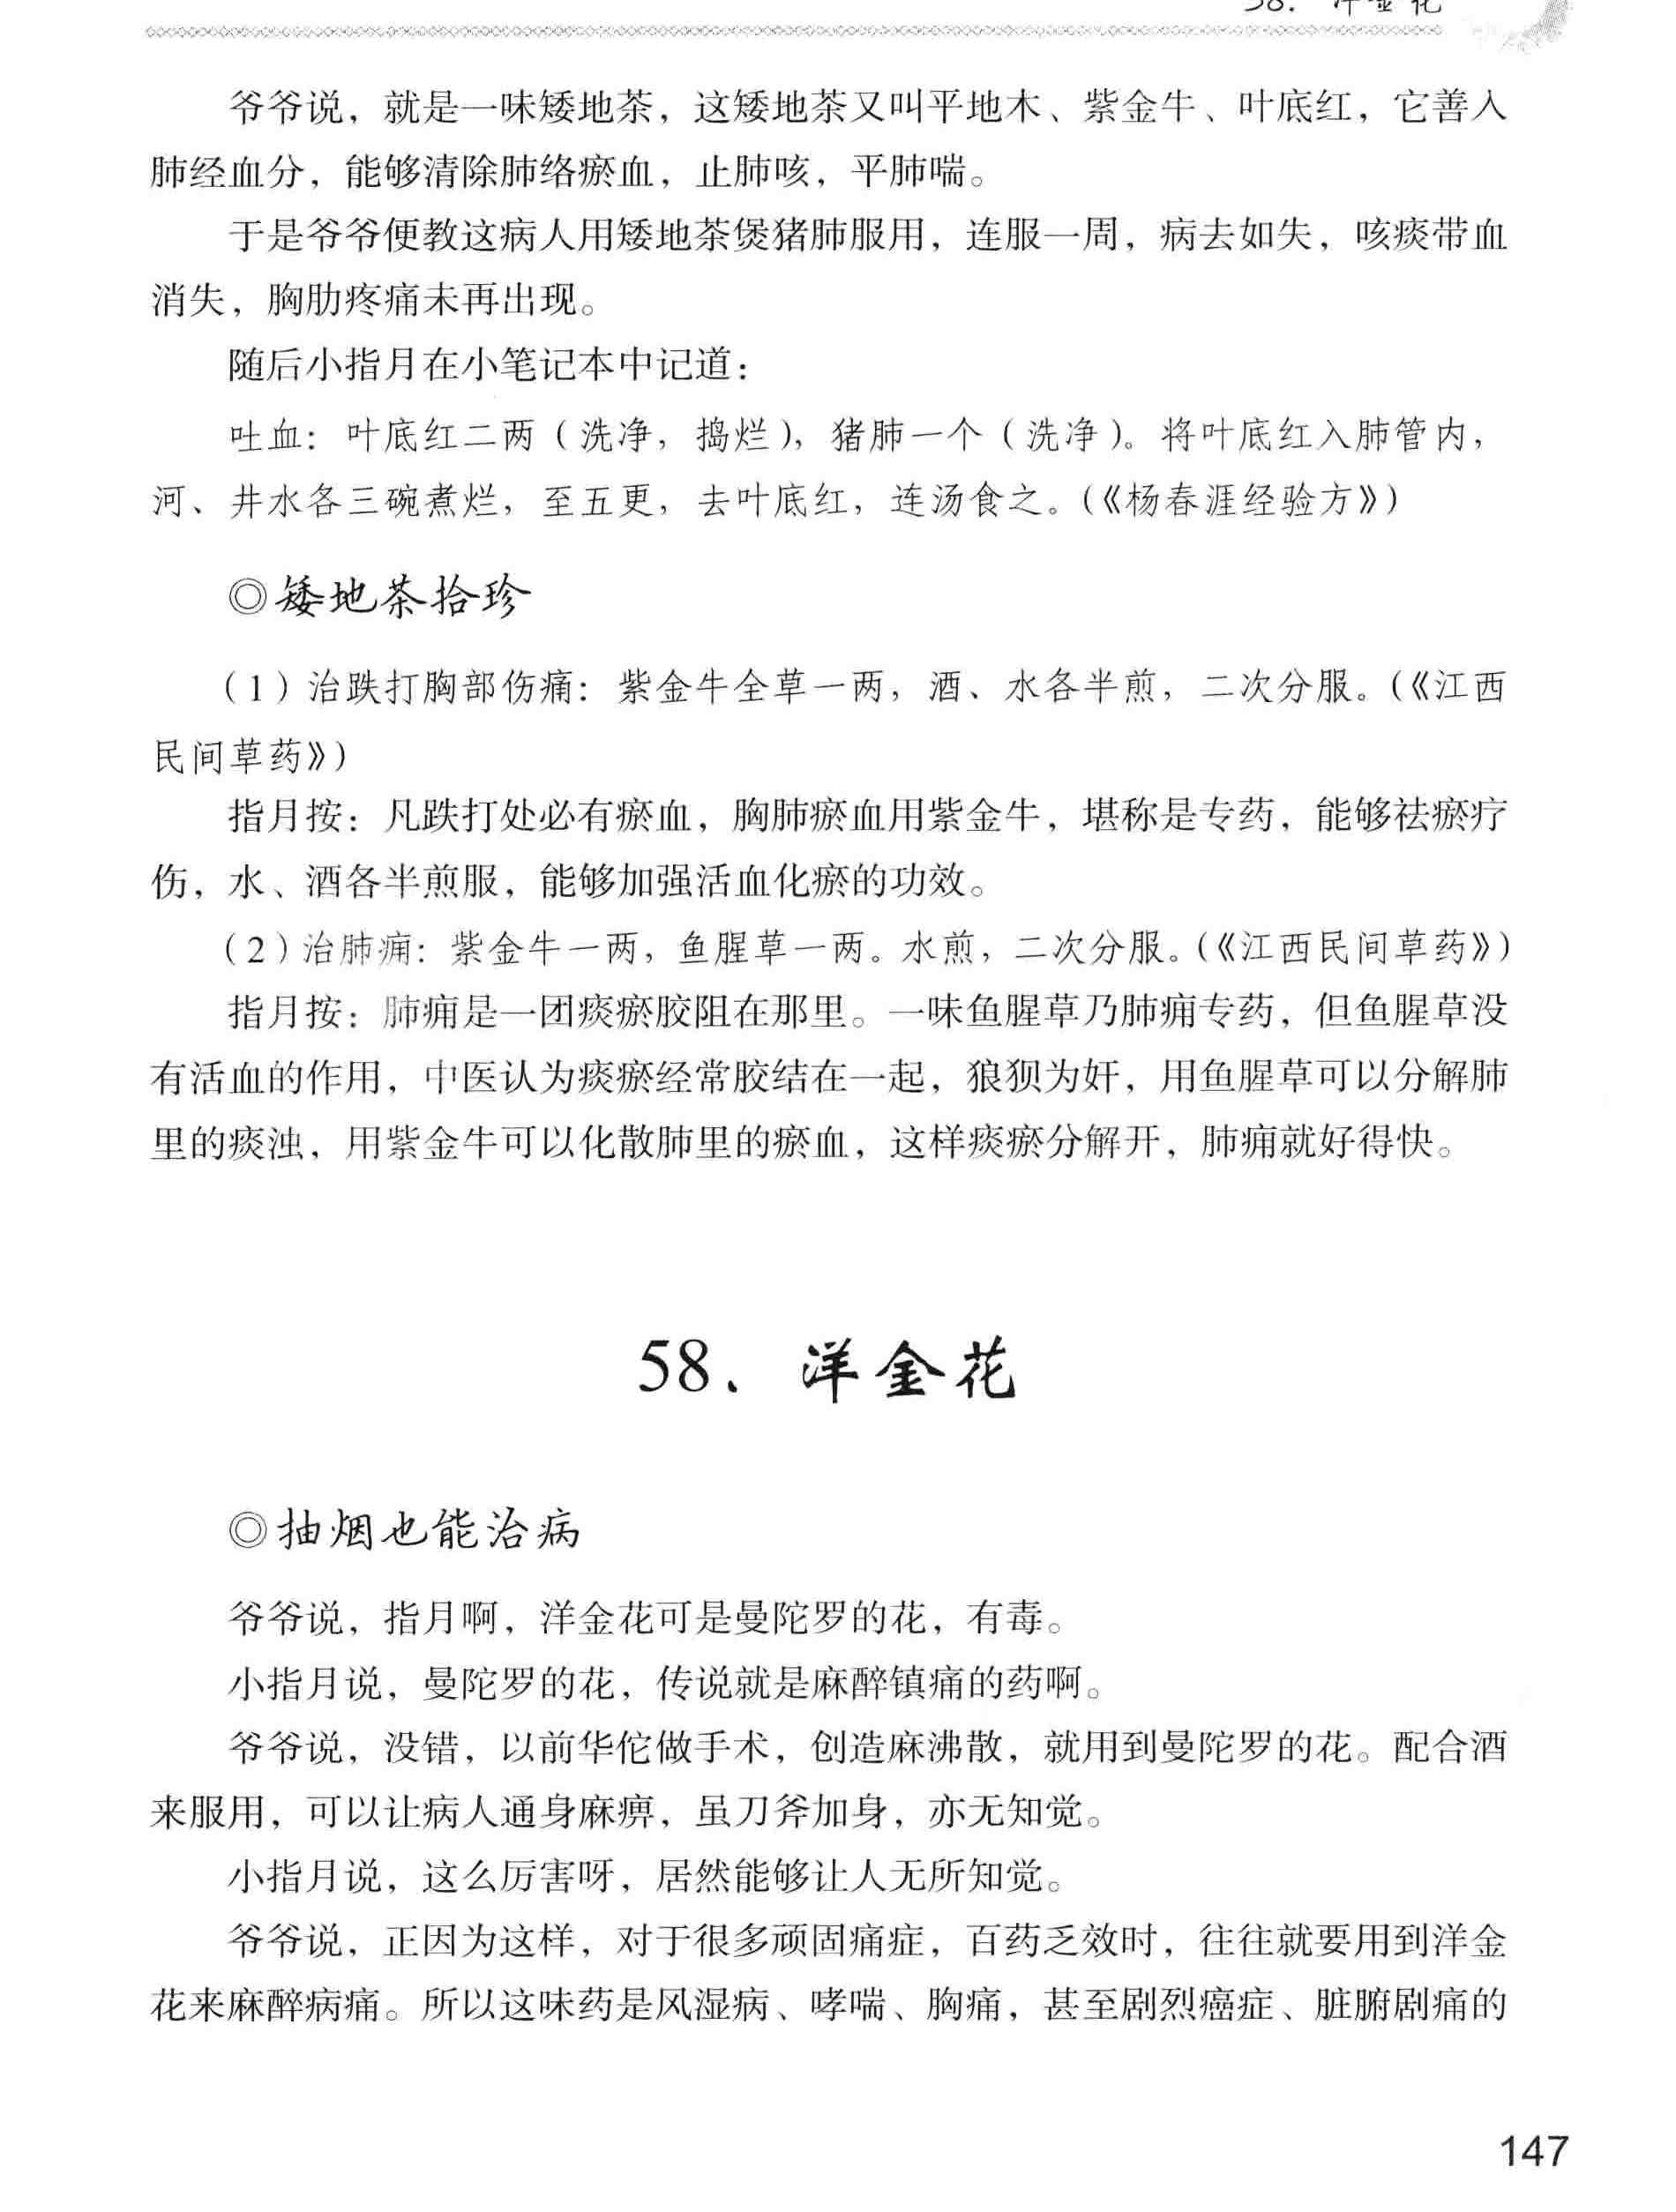 58. 洋金花
爷爷说，就是一味矮地茶，这矮地茶又叫平地木、紫金牛、叶底红，它善入
肺经血分，能够清除肺络瘀血，止肺咳，平肺喘。
于是爷爷便教这病人用矮地茶煲猪肺服用，连服一周，病去如失，咳痰带血
消失，胸肋疼痛未再出现。
随后小指月在小笔记本中记道：
吐血：叶底红二两（洗净，捣烂），猪肺一个（洗净）。将叶底红入肺管内，
河、井水各三碗煮烂，至五更，去叶底红，连汤食之。（《杨春涯经验方》）
◎矮地茶拾珍
（1）治跌打胸部伤痛：紫金牛全草一两，酒、水各半煎，二次分服。（《江西
民间草药》）
指月按：凡跌打处必有瘀血，胸肺瘀血用紫金牛，堪称是专药，能够祛瘀疗
伤，水、酒各半煎服，能够加强活血化瘀的功效。
（2）治肺痈：紫金牛一两，鱼腥草一两。水煎，二次分服。（《江西民间草药》）
指月按：肺痈是一团痰瘀胶阻在那里。一味鱼腥草乃肺痈专药，但鱼腥草没
有活血的作用，中医认为痰瘀经常胶结在一起，狼狈为奸，用鱼腥草可以分解肺
里的痰浊，用紫金牛可以化散肺里的瘀血，这样痰瘀分解开，肺痈就好得快。
58. 洋金花
◎抽烟也能治病
爷爷说，指月啊，洋金花可是曼陀罗的花，有毒。
小指月说，曼陀罗的花，传说就是麻醉镇痛的药啊。
爷爷说，没错，以前华佗做手术，创造麻沸散，就用到曼陀罗的花。配合酒
来服用，可以让病人通身麻痹，虽刀斧加身，亦无知觉。
小指月说，这么厉害呀，居然能够让人无所知觉。
爷爷说，正因为这样，对于很多顽固痛症，百药乏效时，往往就要用到洋金
花来麻醉病痛。所以这味药是风湿病、哮喘、胸痛，甚至剧烈癌症、脏腑剧痛的
147